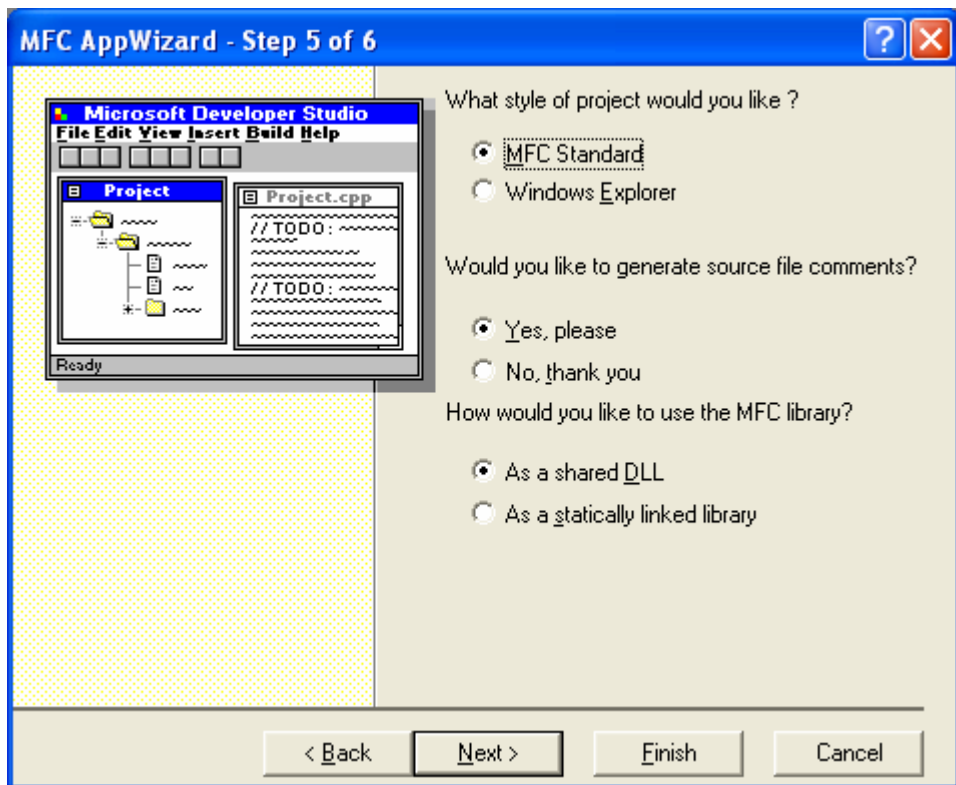 MFC AppWizard - Step 5 of 6
Microsoft Developer Studio
File Edit View Insert Build Help
Project
Project.cpp
//TODO:
//TODO:
Ready
What style of project would you like ?
MFC Standard
Windows Explorer
Would you like to generate source file comments?
Yes, please
No, thank you
How would you like to use the MFC library?
As a shared DLL
As a statically linked library
< Back
Next >
Finish
Cancel